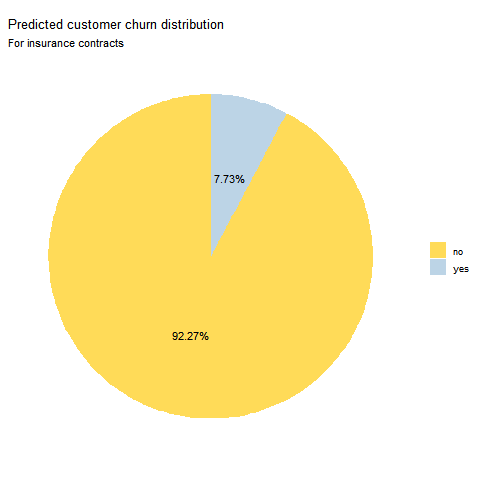 Predicted customer churn distribution
For insurance contracts
7.73%
92.27%
no
yes